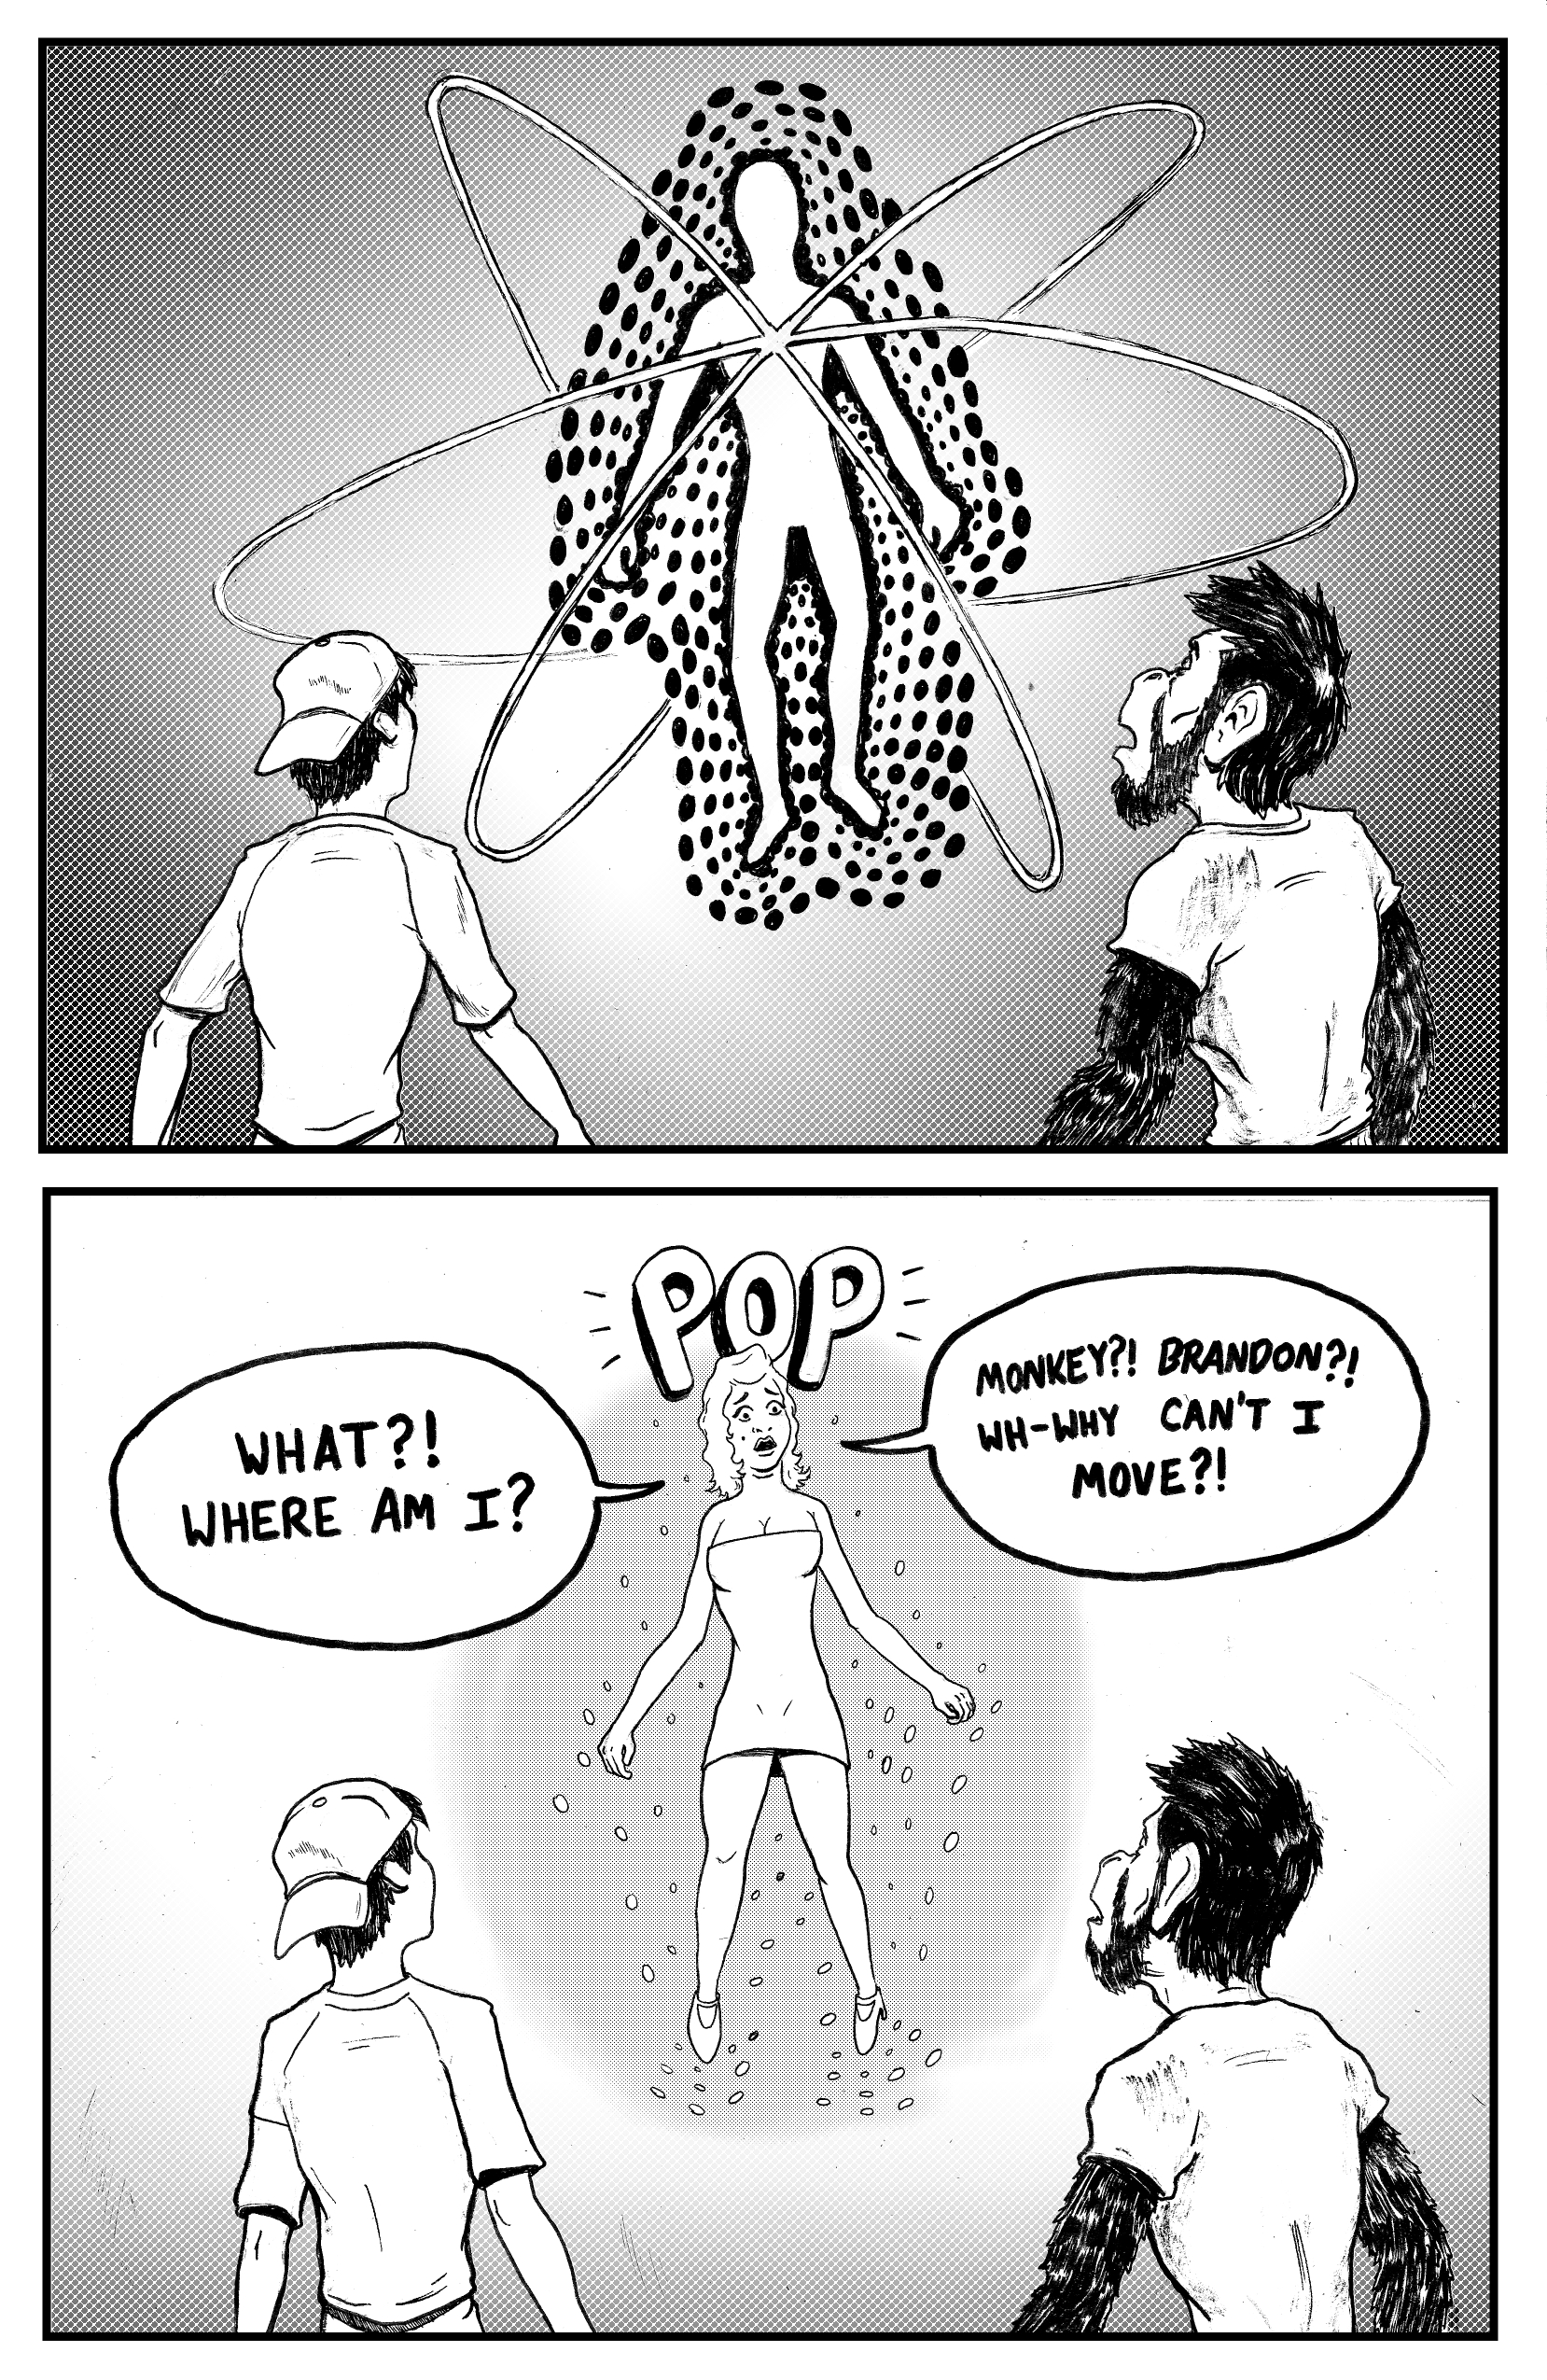 POP
WHAT?!
WHERE AM I?
MONKEY?! BRANDON?!
WH-WHY CAN'T I
MOVE?!